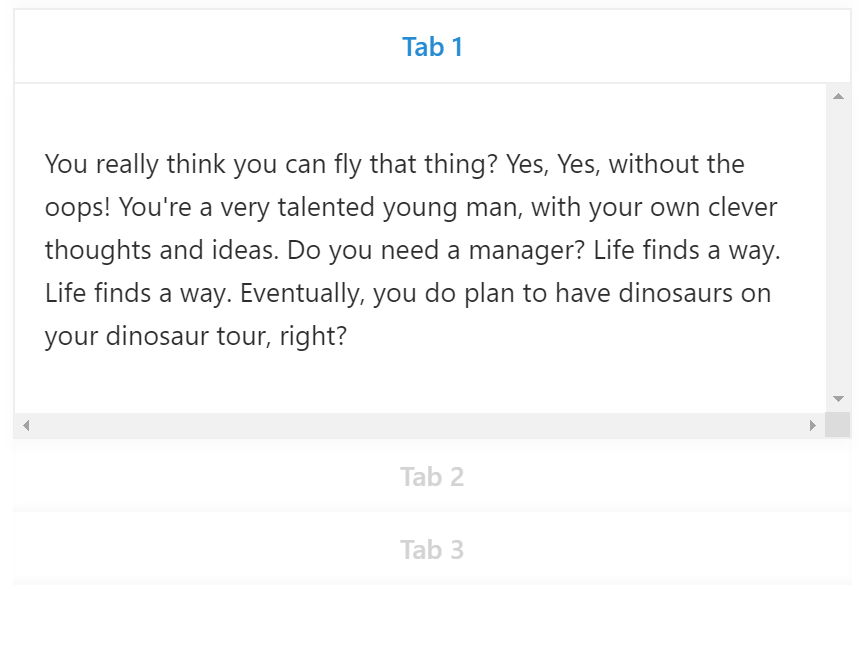 Tab 1
You really think you can fly that thing? Yes, Yes, without the
oops! You're a very talented young man, with your own clever
thoughts and ideas. Do you need a manager? Life finds a way.
Life finds a way. Eventually, you do plan to have dinosaurs on
your dinosaur tour, right?
Tab 2
Tab 3